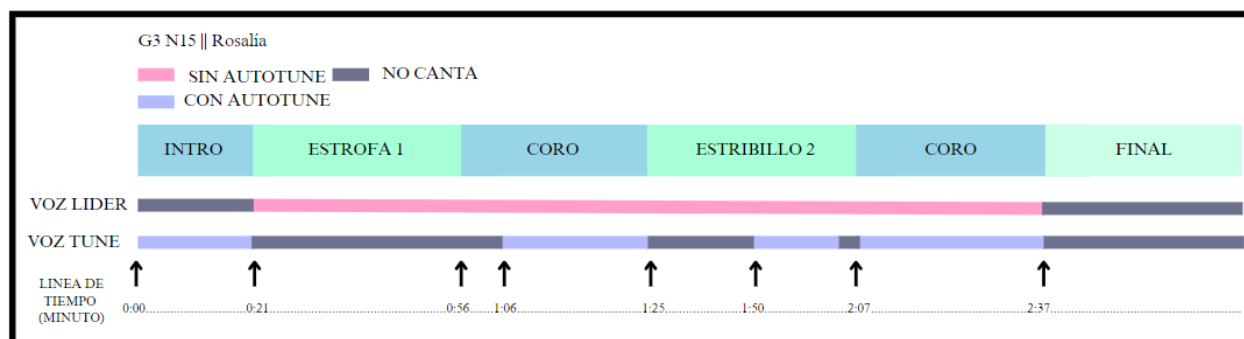 G3 N15 || Rosalía
SIN AUTOTUNE
NO CANTA
CON AUTOTUNE
INTRO
ESTROFA 1
CORO
ESTRIBILLO 2
CORO
FINAL
VOZ LIDER
VOZ TUNE
LINEA DE
TIEMPO
(MINUTO)
0:00
0:21
0:56
1:06
1:25
1:50
2:07
2:37